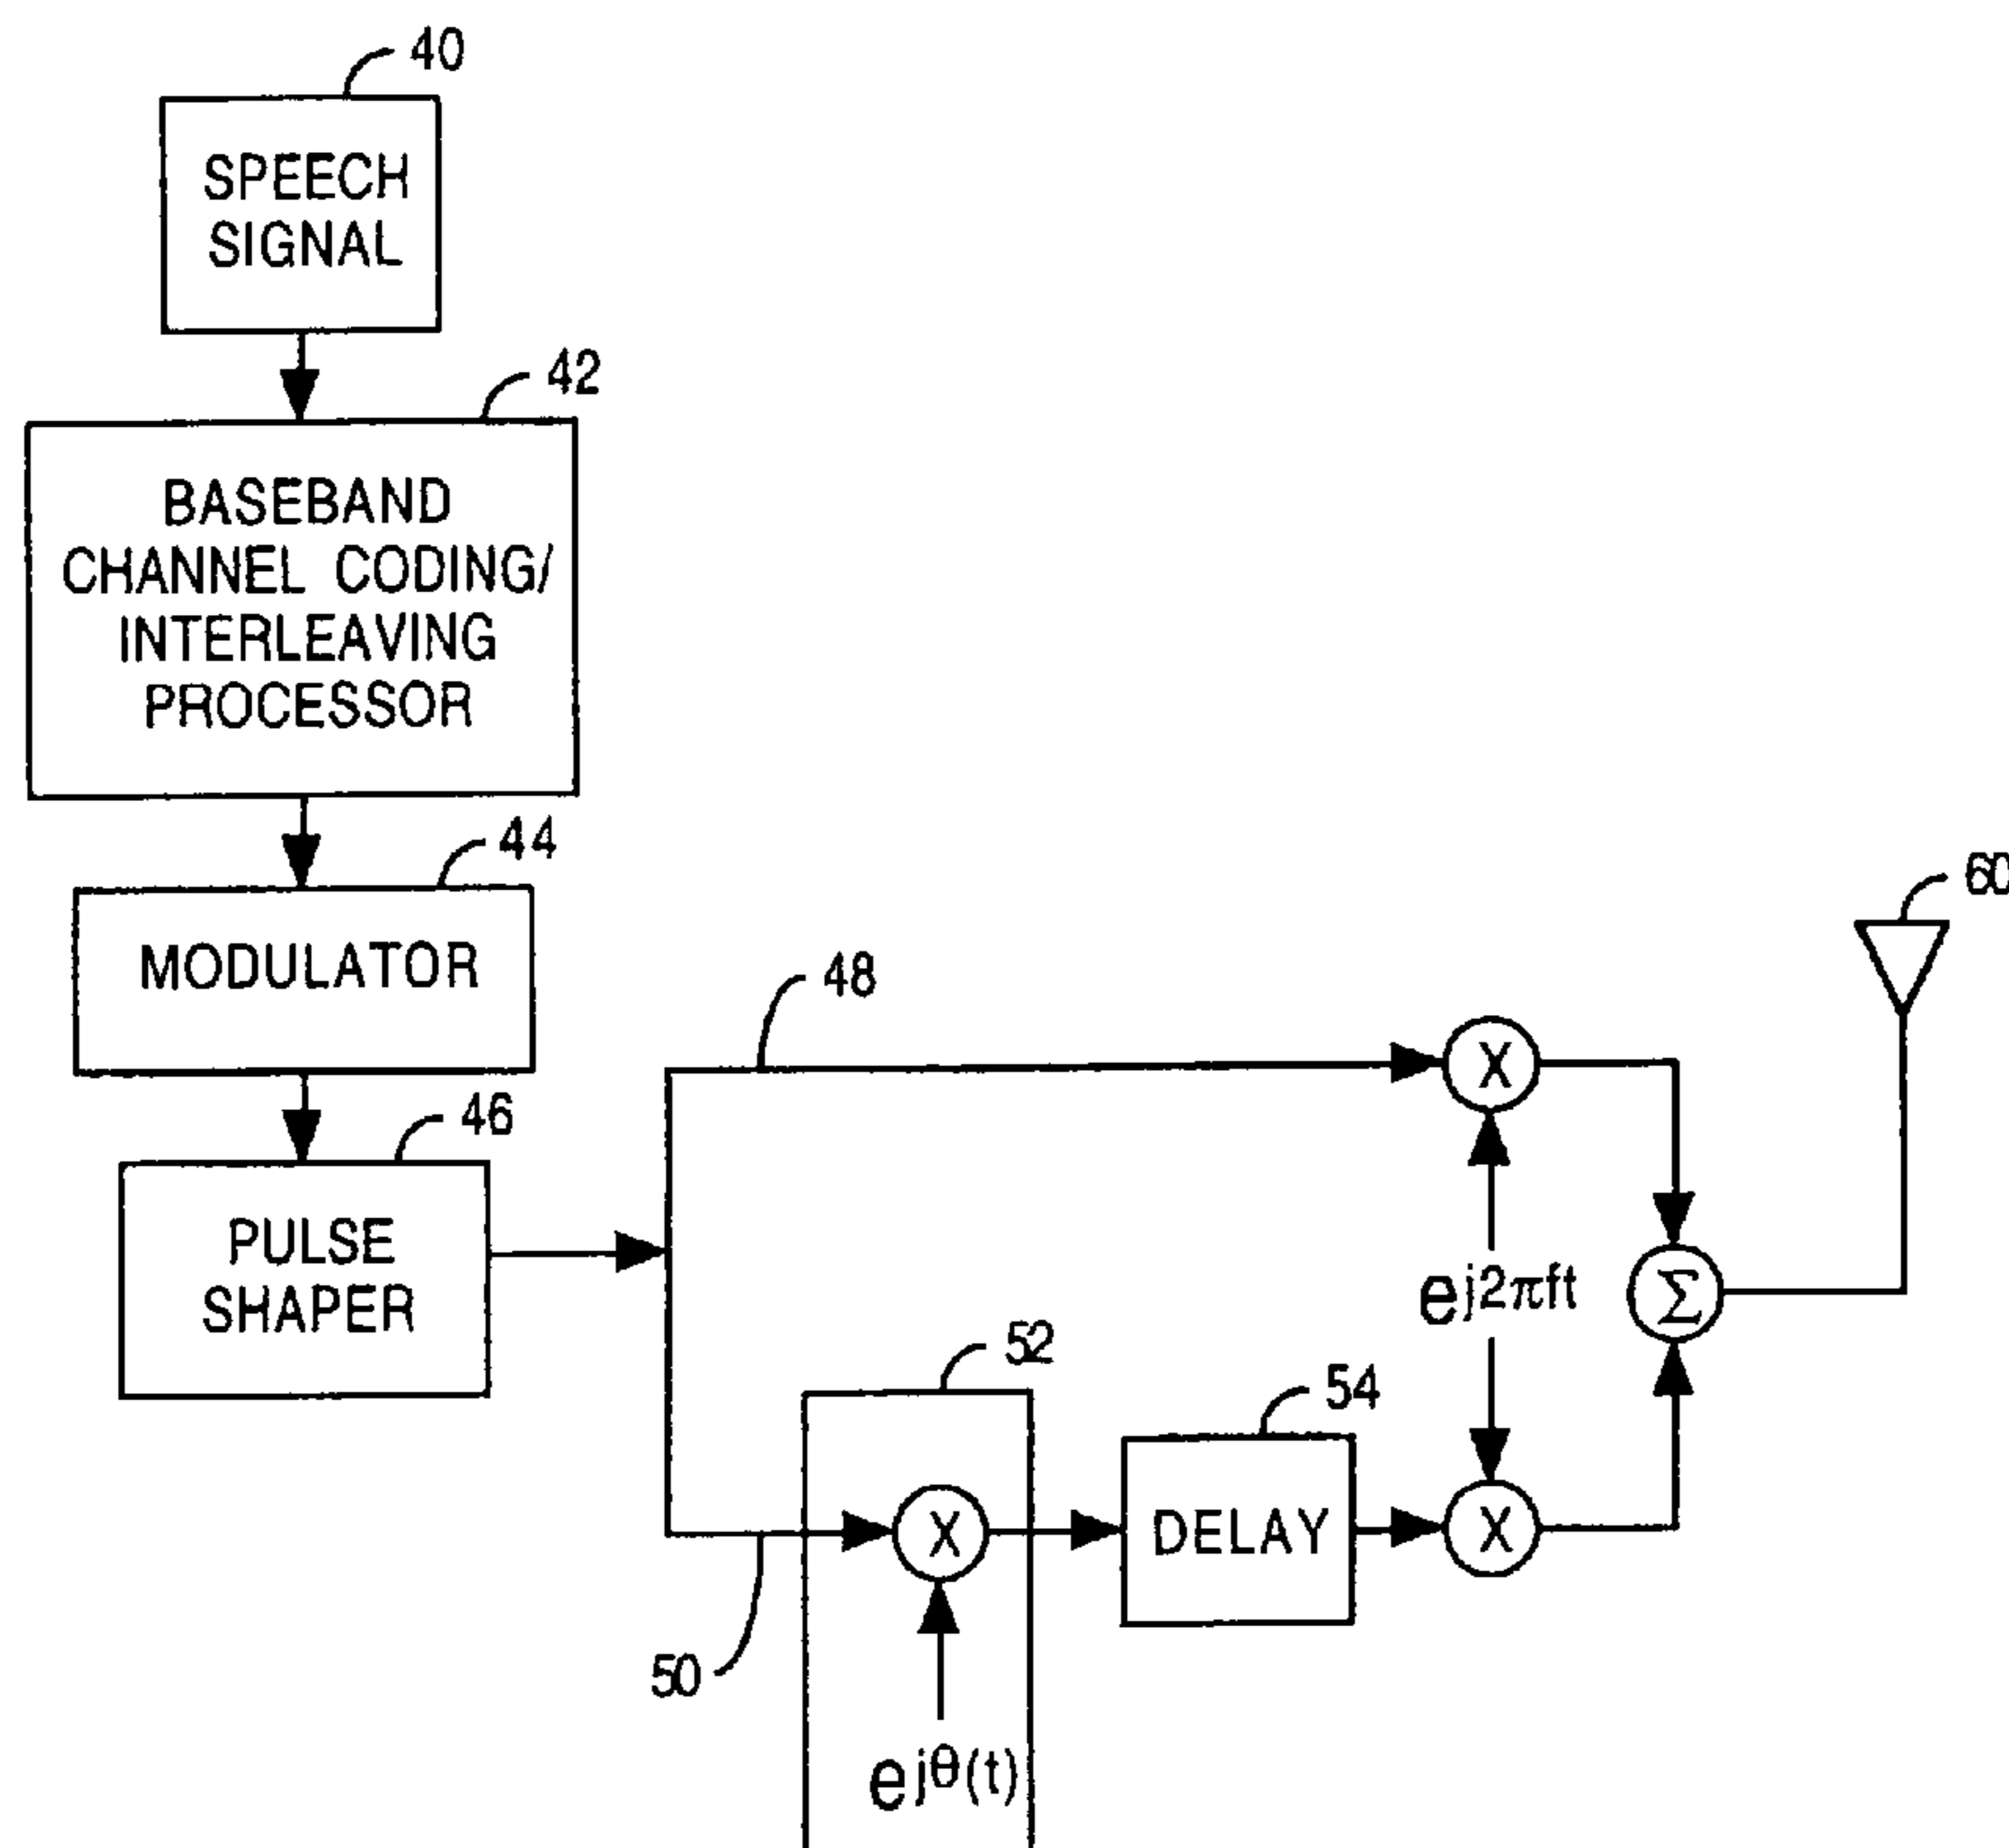 40
SPEECH
SIGNAL
42
BASEBAND
CHANNEL CODING/
INTERLEAVING
PROCESSOR
44
MODULATOR
46
PULSE
SHAPER
48
X
60
ej2πft
Σ
52
54
X
DELAY
X
50
ejθ(t)